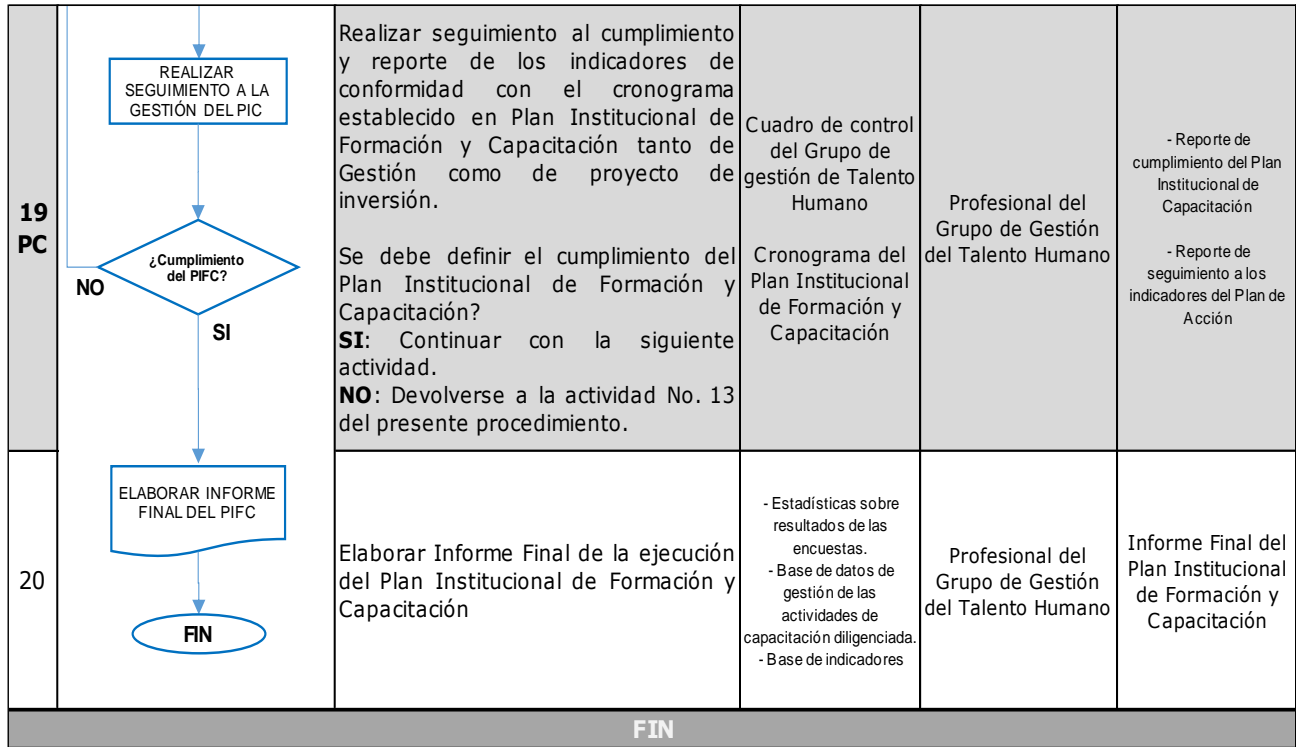 19
PC
REALIZAR
SEGUIMIENTO A LA
GESTIÓN DEL PIC
¿Cumplimiento
del PIFC?
NO
SI
Realizar seguimiento al cumplimiento
y reporte de los indicadores de
conformidad con el cronograma
establecido en Plan Institucional de
Formación y Capacitación tanto de
Gestión como de proyecto de
inversión.
Se debe definir el cumplimiento del
Plan Institucional de Formación y
Capacitación?
SI: Continuar con la siguiente
actividad.
NO: Devolverse a la actividad No. 13
del presente procedimiento.
Cuadro de control
del Grupo de
gestión de Talento
Humano
Cronograma del
Plan Institucional
de Formación y
Capacitación
Profesional del
Grupo de Gestión
del Talento Humano
- Reporte de
cumplimiento del Plan
Institucional de
Capacitación
- Reporte de
seguimiento a los
indicadores del Plan de
Acción
20
ELABORAR INFORME
FINAL DEL PIFC
FIN
Elaborar Informe Final de la ejecución
del Plan Institucional de Formación y
Capacitación
- Estadísticas sobre
resultados de las
encuestas.
- Base de datos de
gestión de las
actividades de
capacitación diligenciada.
- Base de indicadores
Profesional del
Grupo de Gestión
del Talento Humano
Informe Final del
Plan Institucional
de Formación y
Capacitación
FIN